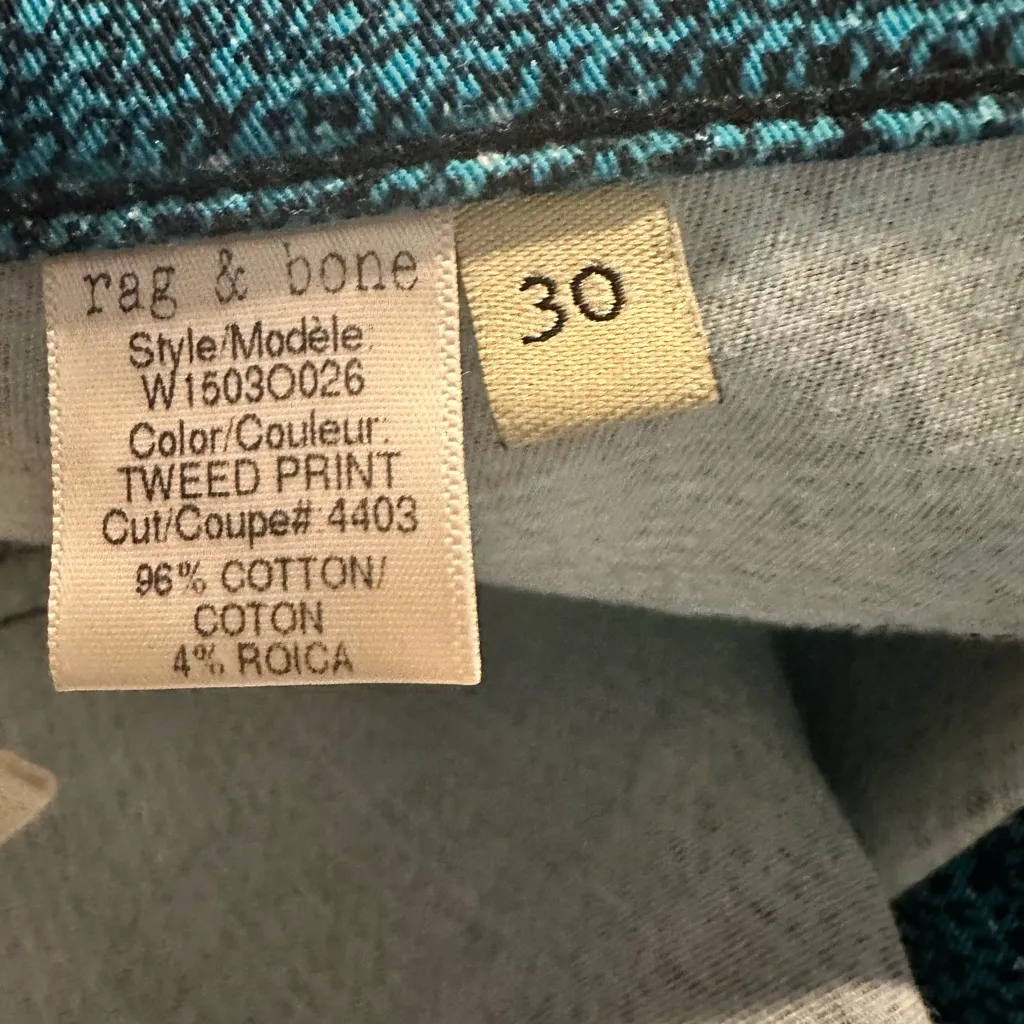 rag & bone
Style/Modèle:
W1503O026
Color/Couleur:
TWEED PRINT
Cut/Coupe# 4403
96% COTTON/
COTON
4% ROICA
30